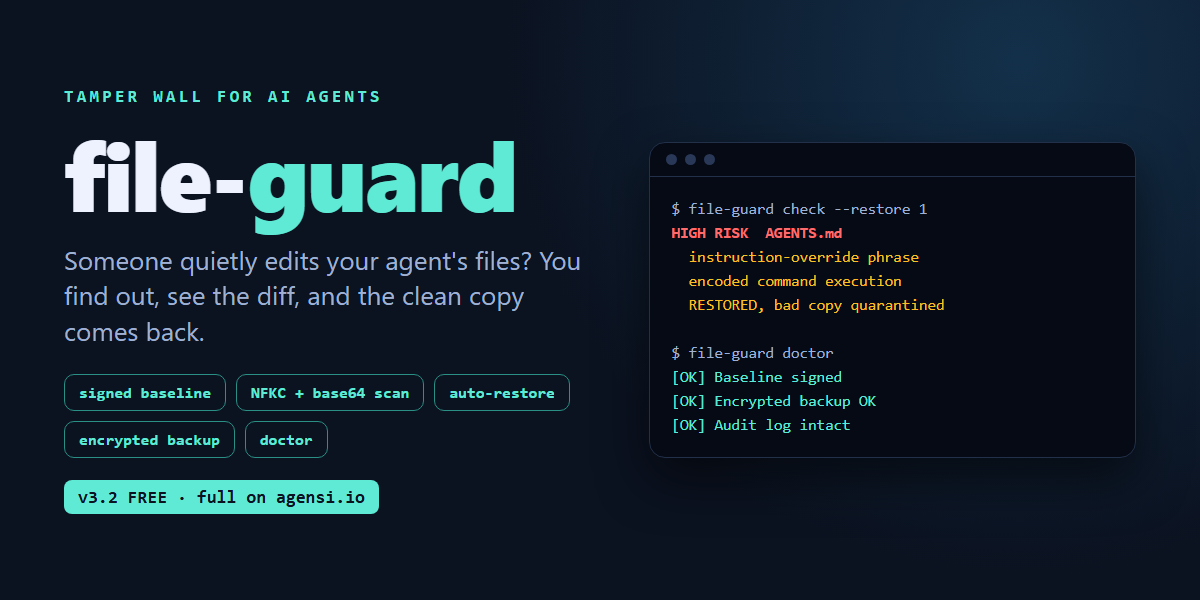 TAMPER WALL FOR AI AGENTS
file-guard
Someone quietly edits your agent's files? You
find out, see the diff, and the clean copy
comes back.
signed baseline
NFKC + base64 scan
auto-restore
encrypted backup
doctor
v3.2 FREE · full on agensi.io
$ file-guard check --restore 1
HIGH RISK  AGENTS.md
instruction-override phrase
encoded command execution
RESTORED, bad copy quarantined
$ file-guard doctor
[OK] Baseline signed
[OK] Encrypted backup OK
[OK] Audit log intact